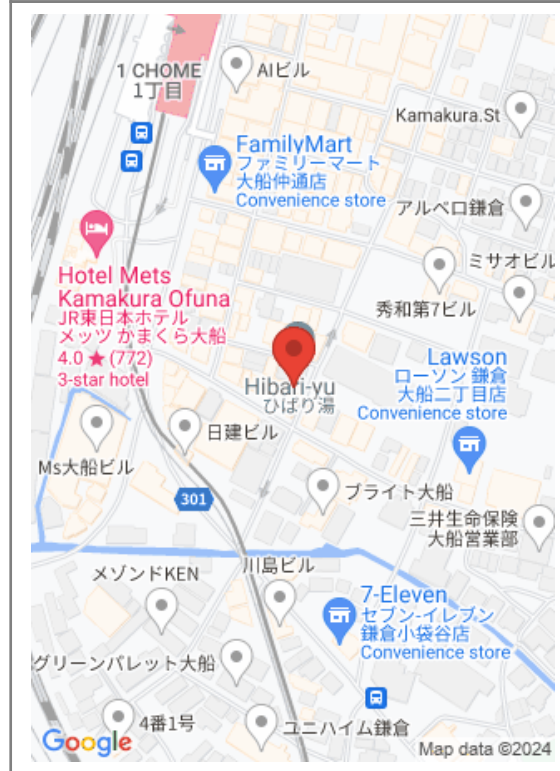 1 CHOME
1丁目
AIビル
Kamakura.St
FamilyMart
ファミリーマート
大船仲通店
Convenience store
アルベロ鎌倉
ミサオビル
Hotel Mets
Kamakura Ofuna
JR東日本ホテル
メッツ かまくら大船
4.0 ★ (772)
3-star hotel
秀和第7ビル
Lawson
ローソン 鎌倉
大船二丁目店
Convenience store
Hibari-yu
ひばり湯
日建ビル
Ms大船ビル
301
ブライト大船
三井生命保険
大船営業部
メゾンドKEN
川島ビル
7-Eleven
セブン-イレブン
鎌倉小袋谷店
Convenience store
グリーンパレット大船
4番1号
ユニハイム鎌倉
Google
Map data ©2024